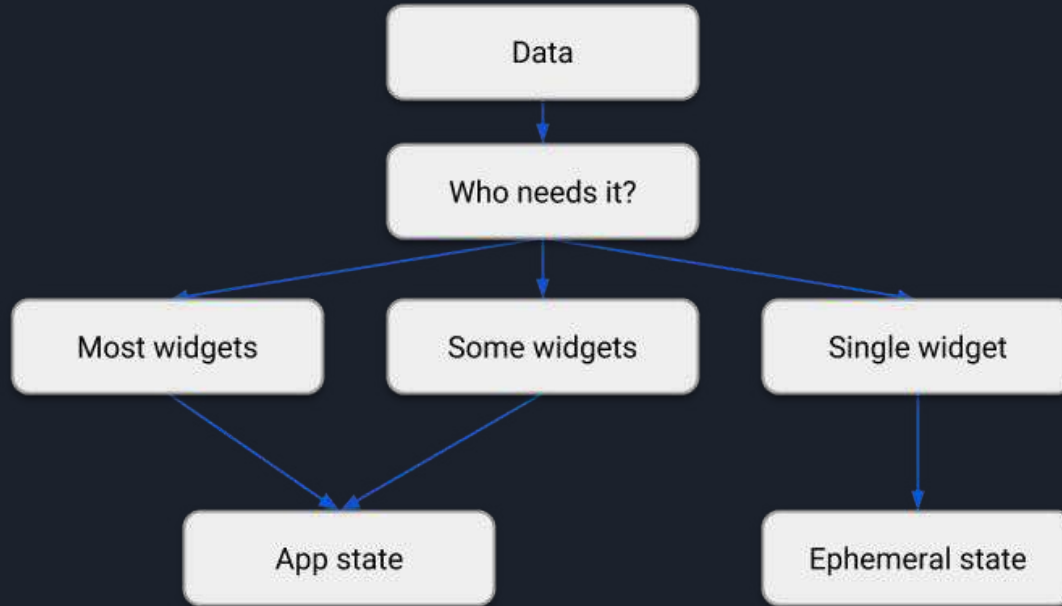 Data
Who needs it?
Most widgets
Some widgets
Single widget
App state
Ephemeral state